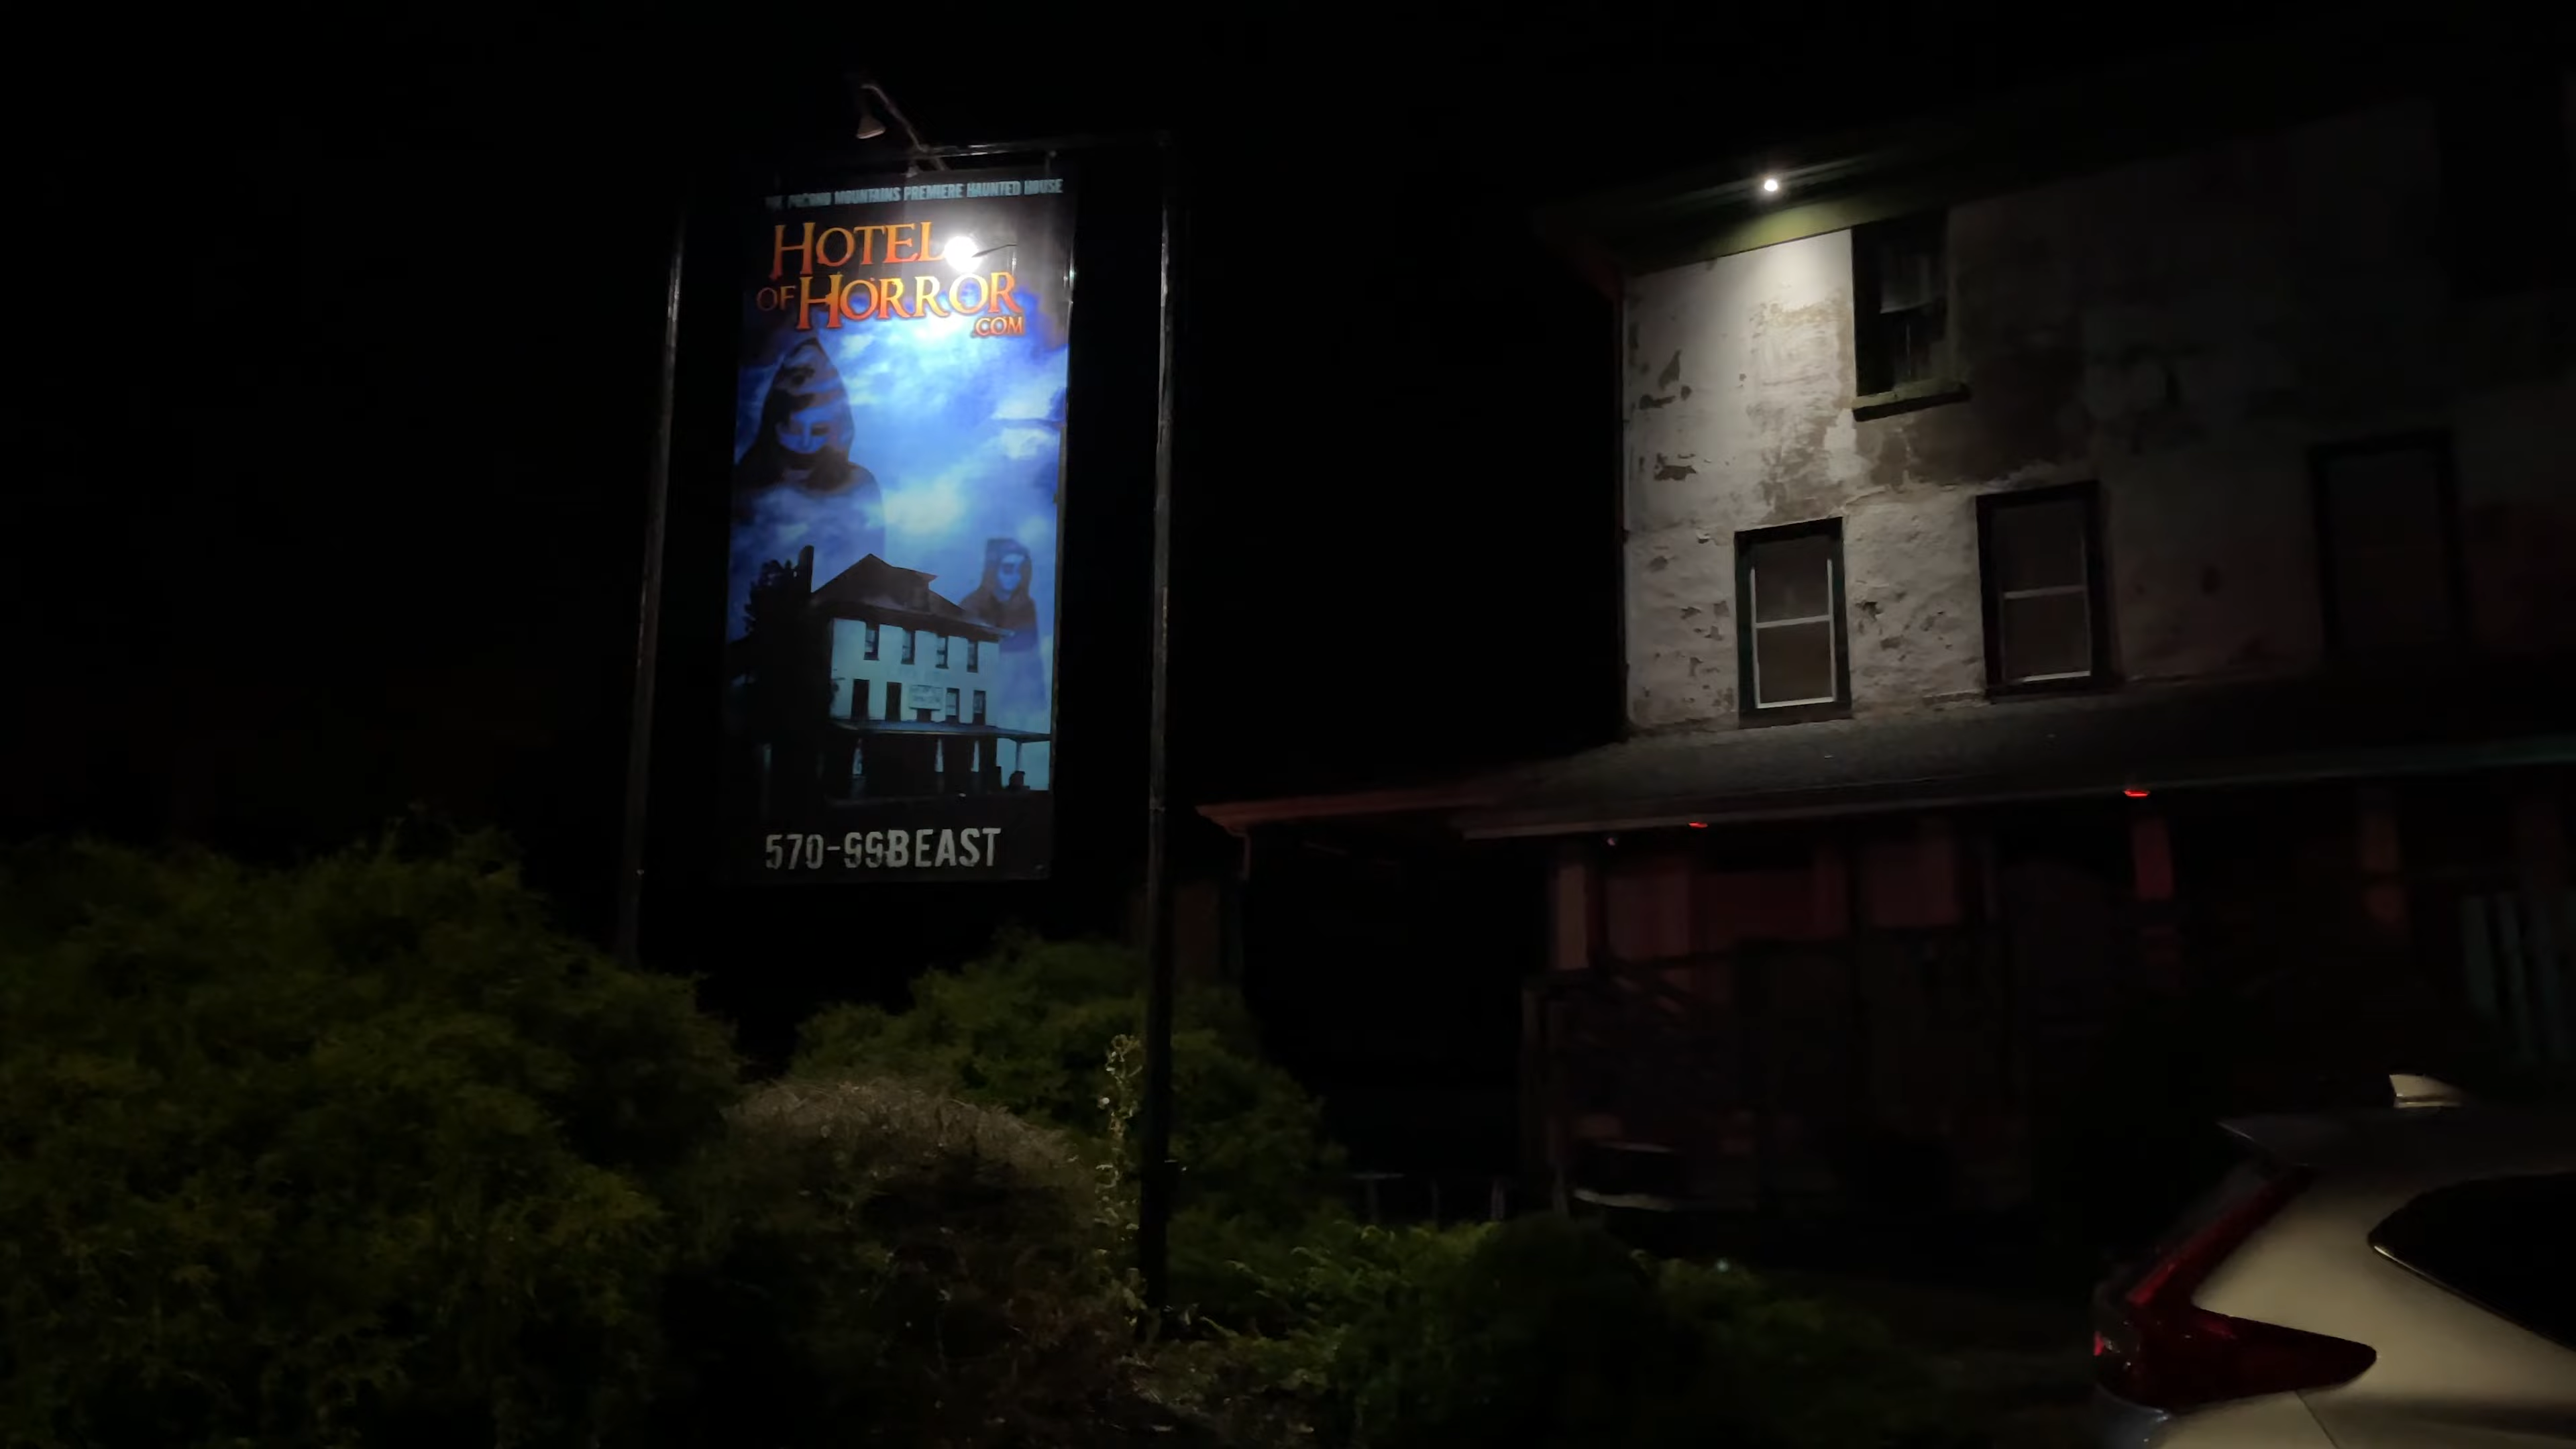 THE POCONO MOUNTAINS PREMIERE HAUNTED HOUSE
HOTEL
OF HORROR
.COM
570-99BEAST